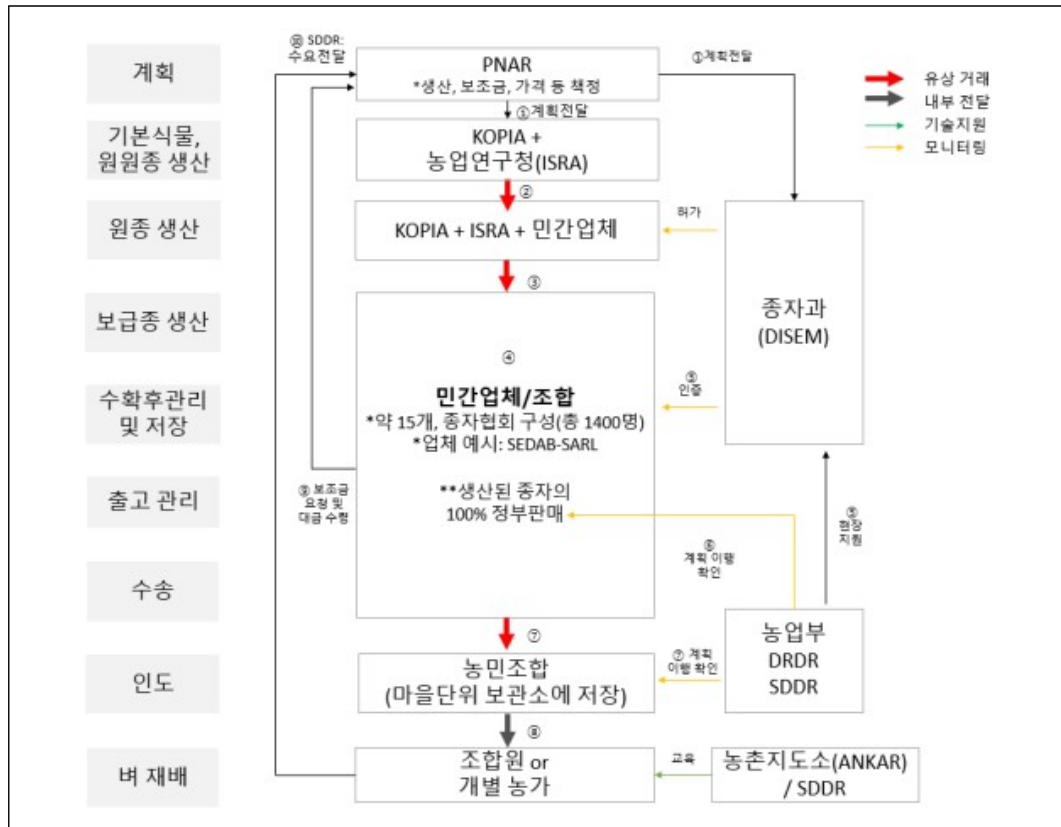 계획
기본식물,
원원종 생산
원종 생산
보급종 생산
수확후관리
및 저장
출고 관리
수송
인도
벼 재배
⑩ SDDR:
수요전달
PNAR
*생산, 보조금, 가격 등 책정
①계획전달
①계획전달
유상 거래
내부 전달
기술지원
모니터링
KOPIA +
농업연구청(ISRA)
②
KOPIA + ISRA + 민간업체
허가
③
종자과
(DISEM)
④
민간업체/조합
*약 15개, 종자협회 구성(총 1400명)
*업체 예시: SEDAB-SARL
**생산된 종자의
100% 정부판매
⑤
인증
⑨ 보조금
요청 및
대금 수령
⑤
현장
지원
⑥
계획 이행
확인
⑦
농업부
DRDR
SDDR
농민조합
(마을단위 보관소에 저장)
⑦ 계획
이행 확인
⑧
조합원 or
개별 농가
교육
농촌지도소(ANKAR)
/ SDDR